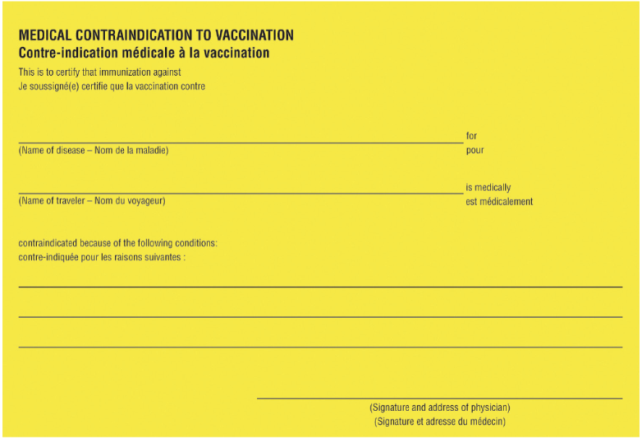 MEDICAL CONTRAINDICATION TO VACCINATION
Contre-indication médicale à la vaccination
This is to certify that immunization against
Je soussigné(e) certifie que la vaccination contre
for
(Name of disease – Nom de la maladie) pour
is medically
(Name of traveler – Nom du voyageur) est médicalement
contraindicated because of the following conditions:
contre-indiquée pour les raisons suivantes :
(Signature and address of physician)
(Signature et adresse du médecin)